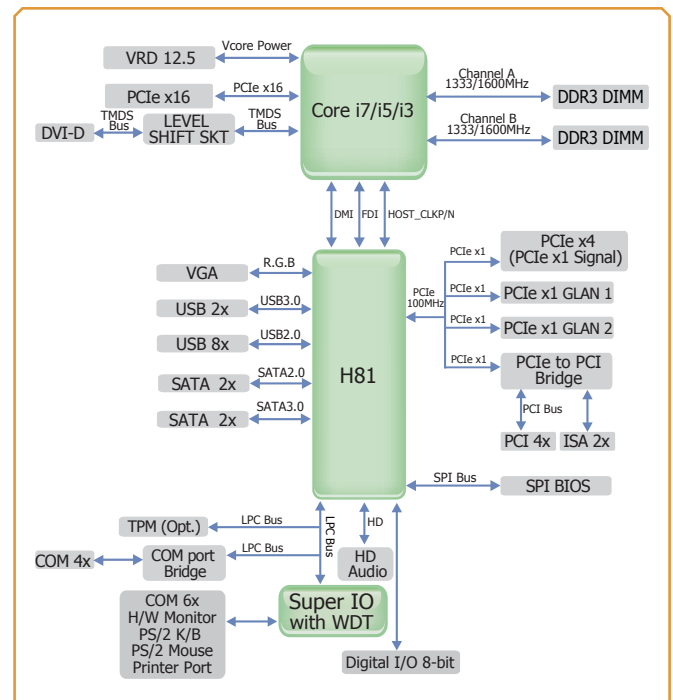 Vcore Power
VRD 12.5
PCIe x16
PCIe x16
TMDS
Bus
DVI-D
LEVEL
SHIFT SKT
TMDS
Bus
Core i7/i5/i3
Channel A
1333/1600MHz
DDR3 DIMM
Channel B
1333/1600MHz
DDR3 DIMM
DMI
FDI
HOST_CLKP/N
VGA
R.G.B
USB 2x
USB3.0
USB 8x
USB2.0
SATA 2x
SATA2.0
SATA 2x
SATA3.0
H81
PCIe
100MHz
PCIe x1
PCIe x4
(PCIe x1 Signal)
PCIe x1
PCIe x1 GLAN 1
PCIe x1
PCIe x1 GLAN 2
PCIe x1
PCIe to PCI
Bridge
PCI Bus
PCI 4x
ISA 2x
SPI Bus
SPI BIOS
TPM (Opt.)
LPC Bus
LPC Bus
HD
COM 4x
COM port
Bridge
LPC Bus
HD
Audio
COM 6x
H/W Monitor
PS/2 K/B
PS/2 Mouse
Printer Port
Super IO
with WDT
Digital I/O 8-bit